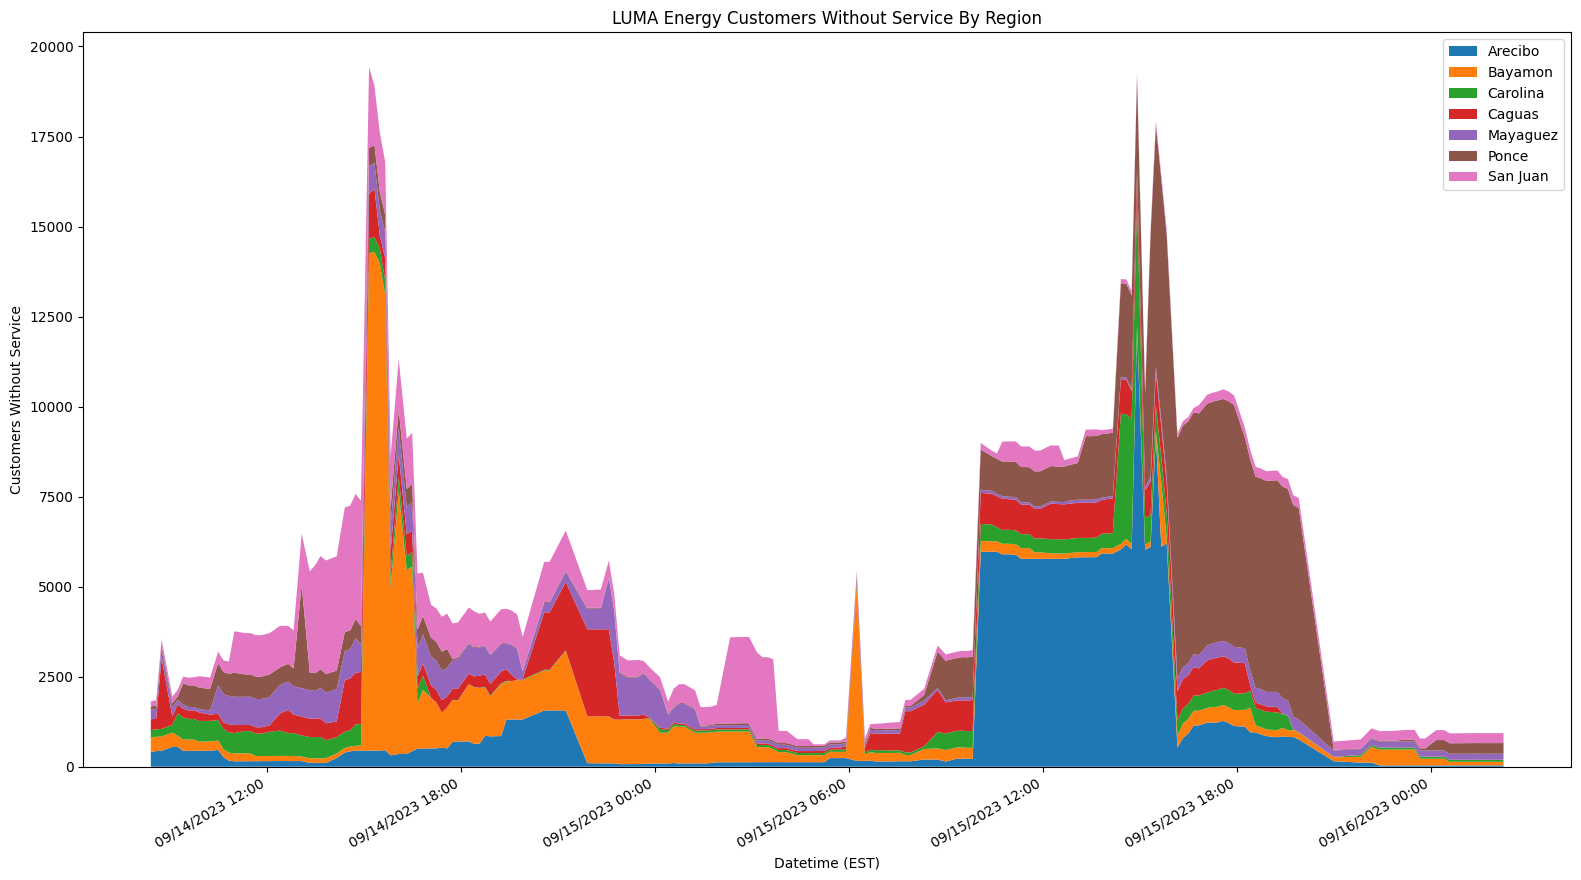 LUMA Energy Customers Without Service By Region
20000
17500
15000
12500
10000
7500
5000
2500
0
Customers Without Service
Arecibo
Bayamon
Carolina
Caguas
Mayaguez
Ponce
San Juan
09/14/2023 12:00
09/14/2023 18:00
09/15/2023 00:00
09/15/2023 06:00
09/15/2023 12:00
09/15/2023 18:00
09/16/2023 00:00
Datetime (EST)